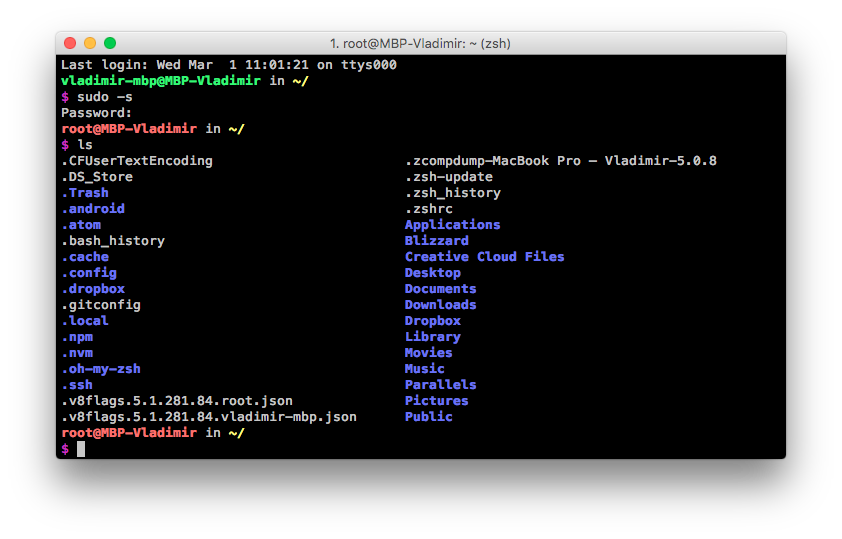 1. root@MBP-Vladimir: ~ (zsh)
Last login: Wed Mar  1 11:01:21 on ttys000
vladimir-mbp@MBP-Vladimir in ~/
$ sudo -s
Password:
root@MBP-Vladimir in ~/
$ ls
.CFUserTextEncoding .zcompdump-MacBook Pro — Vladimir-5.0.8
.DS_Store .zsh-update
.Trash .zsh_history
.android .zshrc
.atom Applications
.bash_history Blizzard
.cache Creative Cloud Files
.config Desktop
.dropbox Documents
.gitconfig Downloads
.local Dropbox
.npm Library
.nvm Movies
.oh-my-zsh Music
.ssh Parallels
.v8flags.5.1.281.84.root.json Pictures
.v8flags.5.1.281.84.vladimir-mbp.json Public
root@MBP-Vladimir in ~/
$